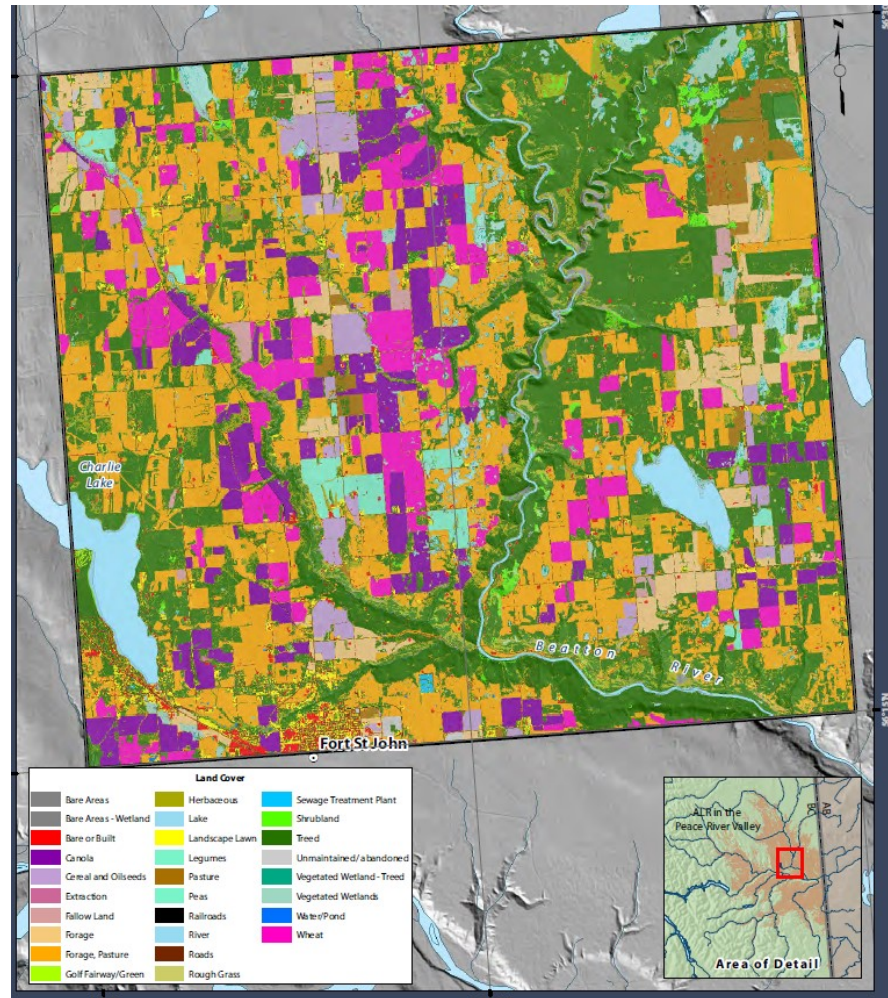 N
Charlie
Lake
Beatton
River
56°15'N
Fort St John
Land Cover
Bare Areas
Bare Areas - Wetland
Bare or Built
Canola
Cereal and Oilseeds
Extraction
Fallow Land
Forage
Forage, Pasture
Golf Fairway/Green
Herbaceous
Lake
Landscape Lawn
Legumes
Pasture
Peas
Railroads
River
Roads
Rough Grass
Sewage Treatment Plant
Shrubland
Treed
Unmaintained/abandoned
Vegetated Wetland - Treed
Vegetated Wetlands
Water/Pond
Wheat
ALR in the
Peace River Valley
BC
AB
Area of Detail